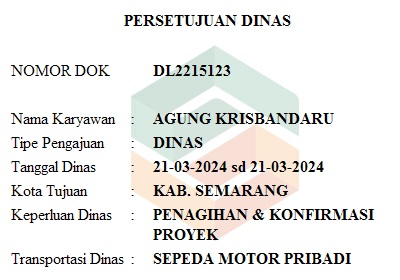 PERSETUJUAN DINAS
NOMOR DOK DL2215123
Nama Karyawan : AGUNG KRISBANDARU
Tipe Pengajuan : DINAS
Tanggal Dinas : 21-03-2024 sd 21-03-2024
Kota Tujuan : KAB. SEMARANG
Keperluan Dinas : PENAGIHAN & KONFIRMASI
PROYEK
Transportasi Dinas : SEPEDA MOTOR PRIBADI